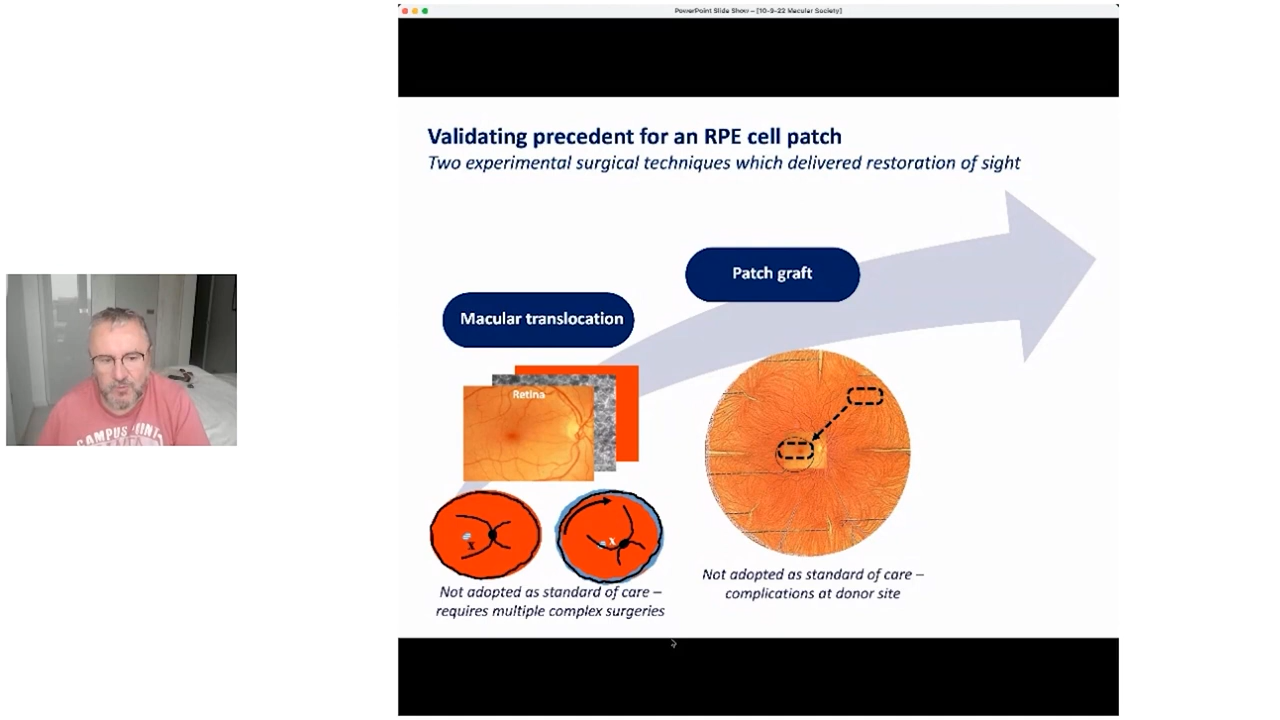 PowerPoint Slide Show – [10-9-22 Macular Society]
Validating precedent for an RPE cell patch
Two experimental surgical techniques which delivered restoration of sight
Patch graft
Macular translocation
Retina
X
X
Not adopted as standard of care –
requires multiple complex surgeries
Not adopted as standard of care –
complications at donor site
CAMPUS